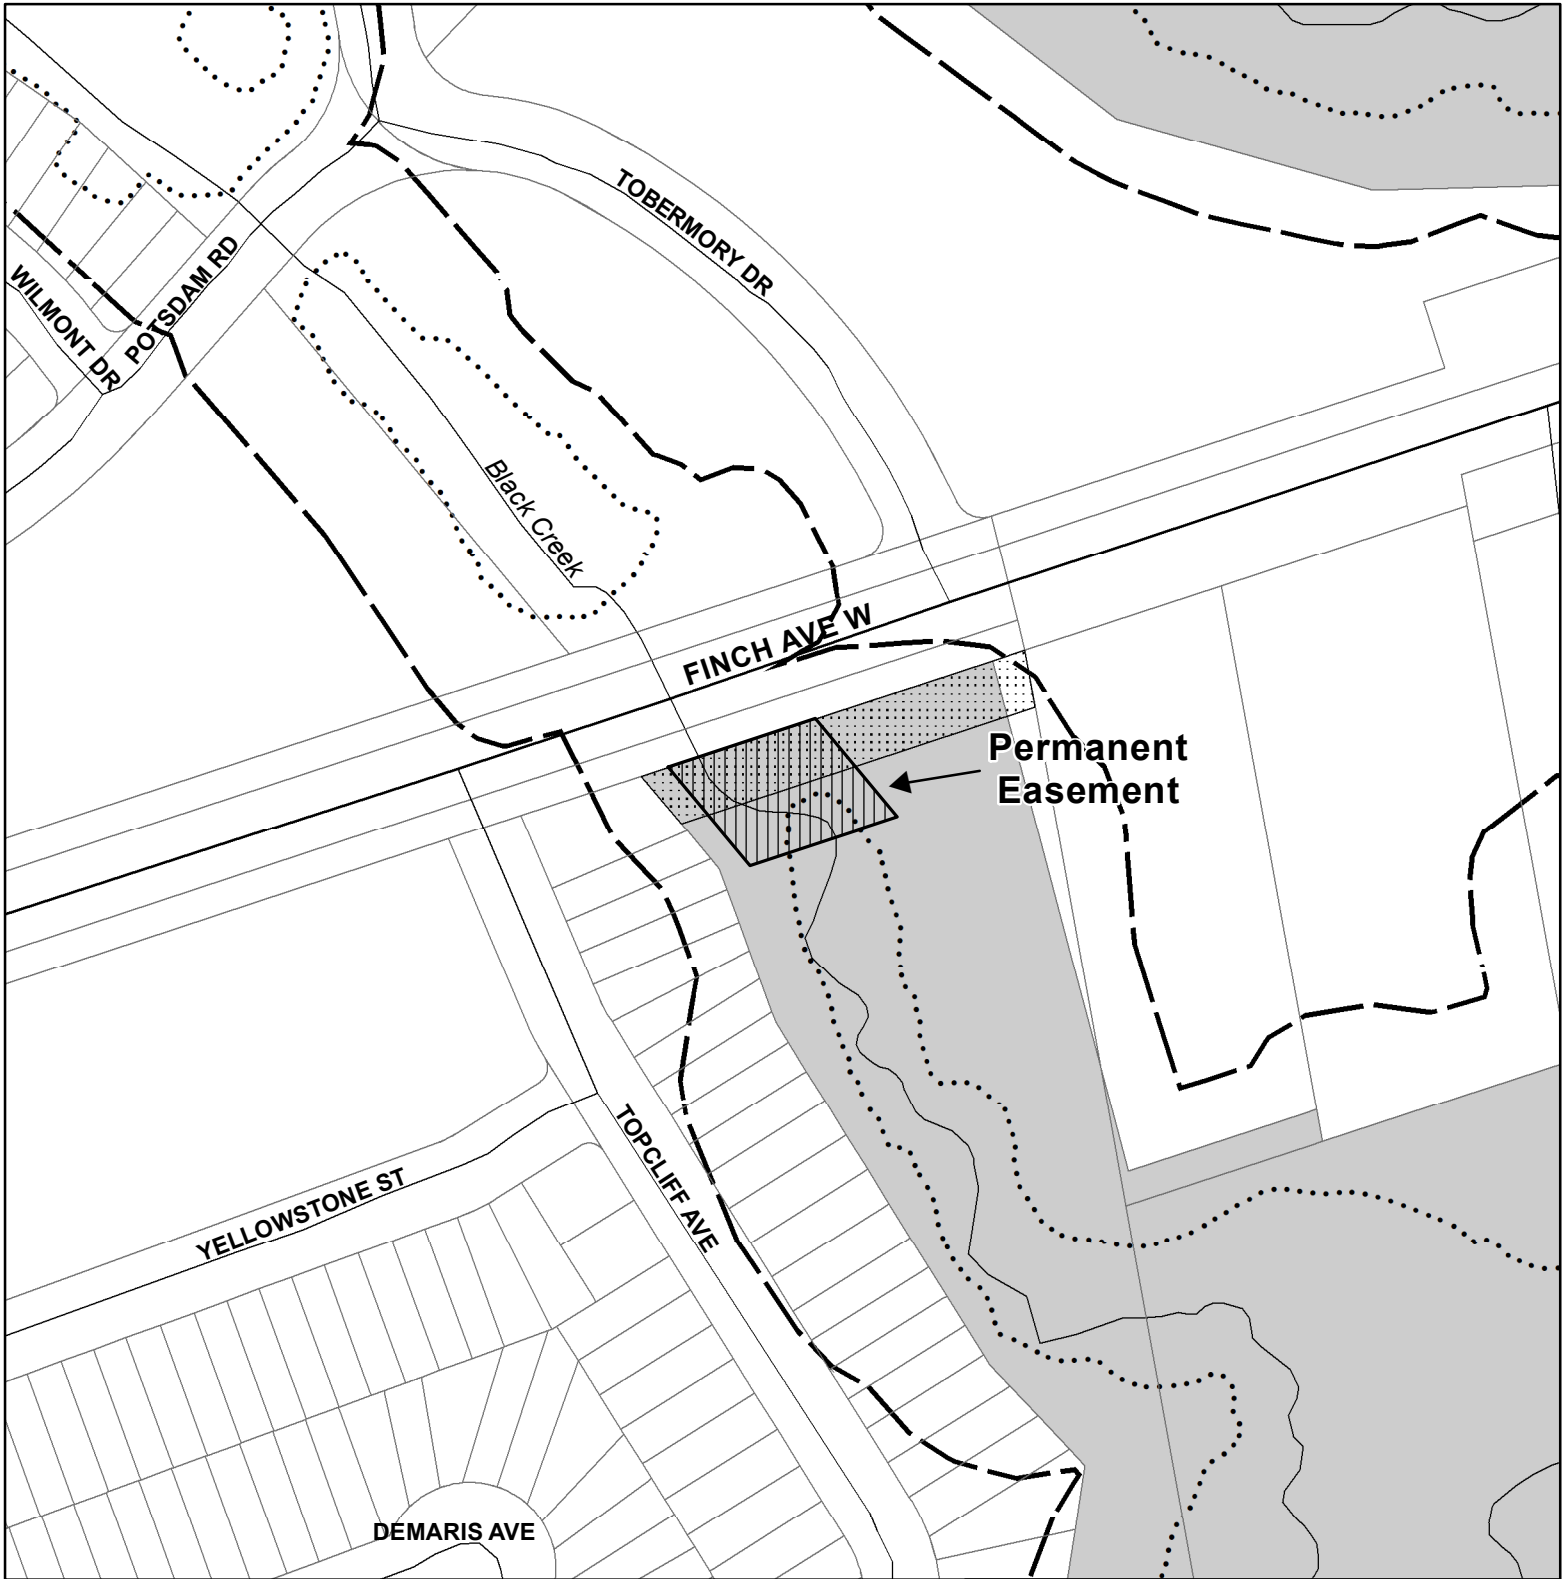 TOBERMORY DR
POTSDAM RD
WILMONT DR
Black Creek
FINCH AVE W
Permanent
Easement
TOPCLIFF AVE
YELLOWSTONE ST
DEMARIS AVE